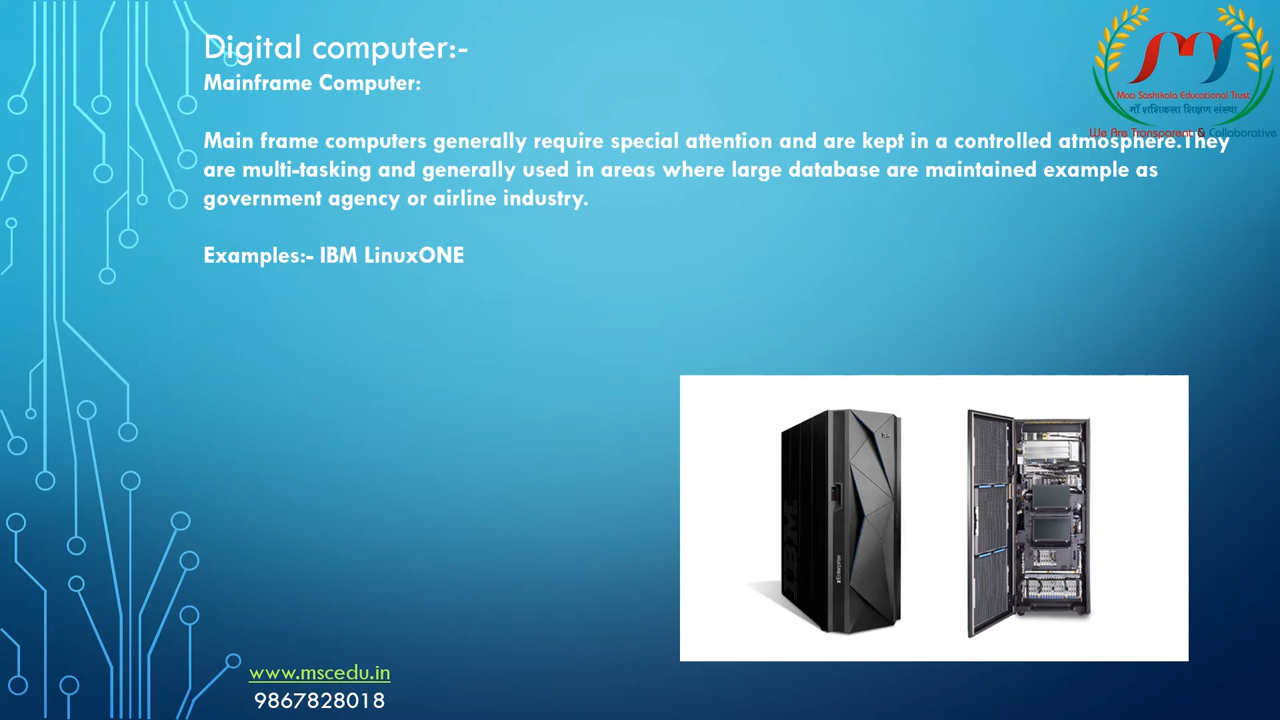 Digital computer:-
Mainframe Computer:
Main frame computers generally require special attention and are kept in a controlled atmosphere.They
are multi-tasking and generally used in areas where large database are maintained example as
government agency or airline industry.
Examples:- IBM LinuxONE
Maa Sashikala Educational Trust
माँ शशिकला शिक्षण संस्था
We Are Transparent & Collaborative
IBM
www.mscedu.in
9867828018